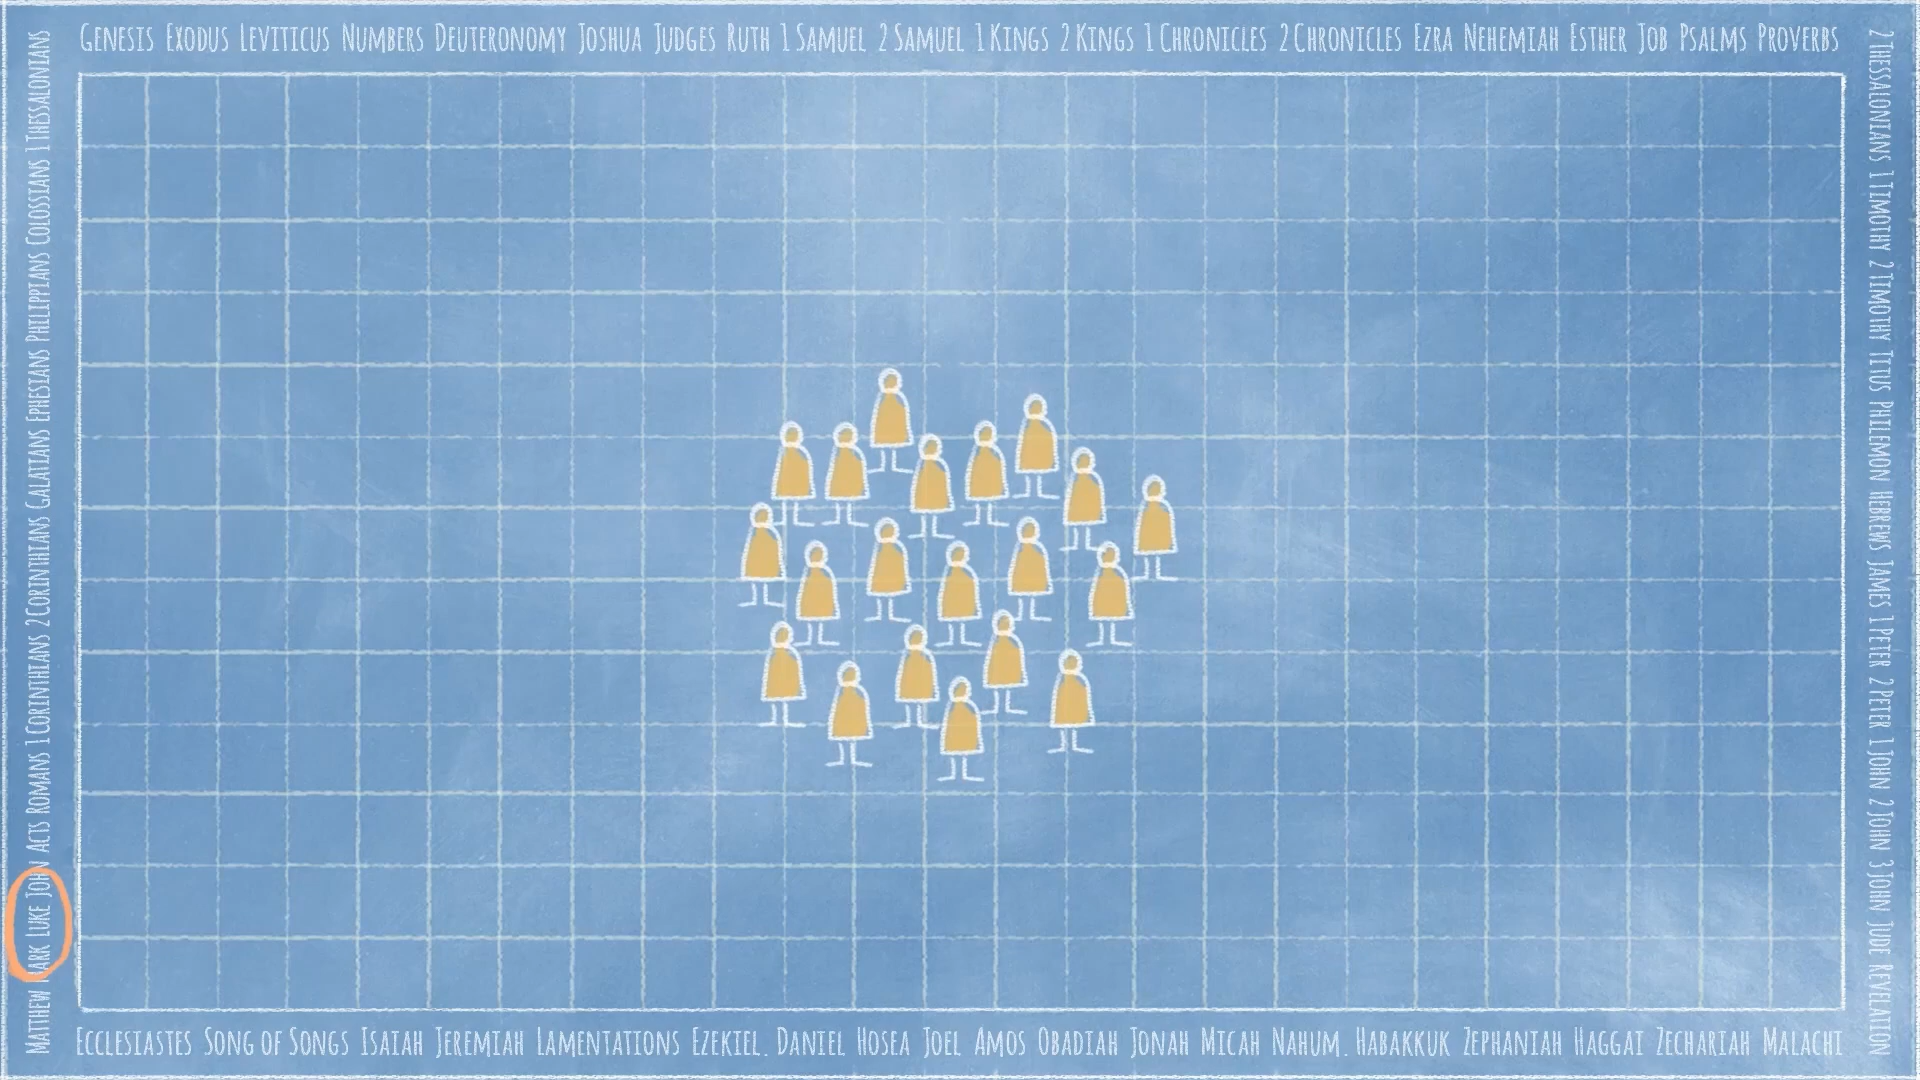 Genesis Exodus Leviticus Numbers Deuteronomy Joshua Judges Ruth 1 Samuel 2 Samuel 1 Kings 2 Kings 1 Chronicles 2 Chronicles Ezra Nehemiah Esther Job Psalms Proverbs
Ecclesiastes Song of Songs Isaiah Jeremiah Lamentations Ezekiel. Daniel Hosea Joel Amos Obadiah Jonah Micah Nahum. Habakkuk Zephaniah Haggai Zechariah Malachi
Matthew Mark Luke John Acts Romans 1 Corinthians 2 Corinthians Galatians Ephesians Philippians Colossians 1 Thessalonians
2 Thessalonians 1 Timothy 2 Timothy Titus Philemon Hebrews James 1 Peter 2 Peter 1 John 2 John 3 John Jude Revelation